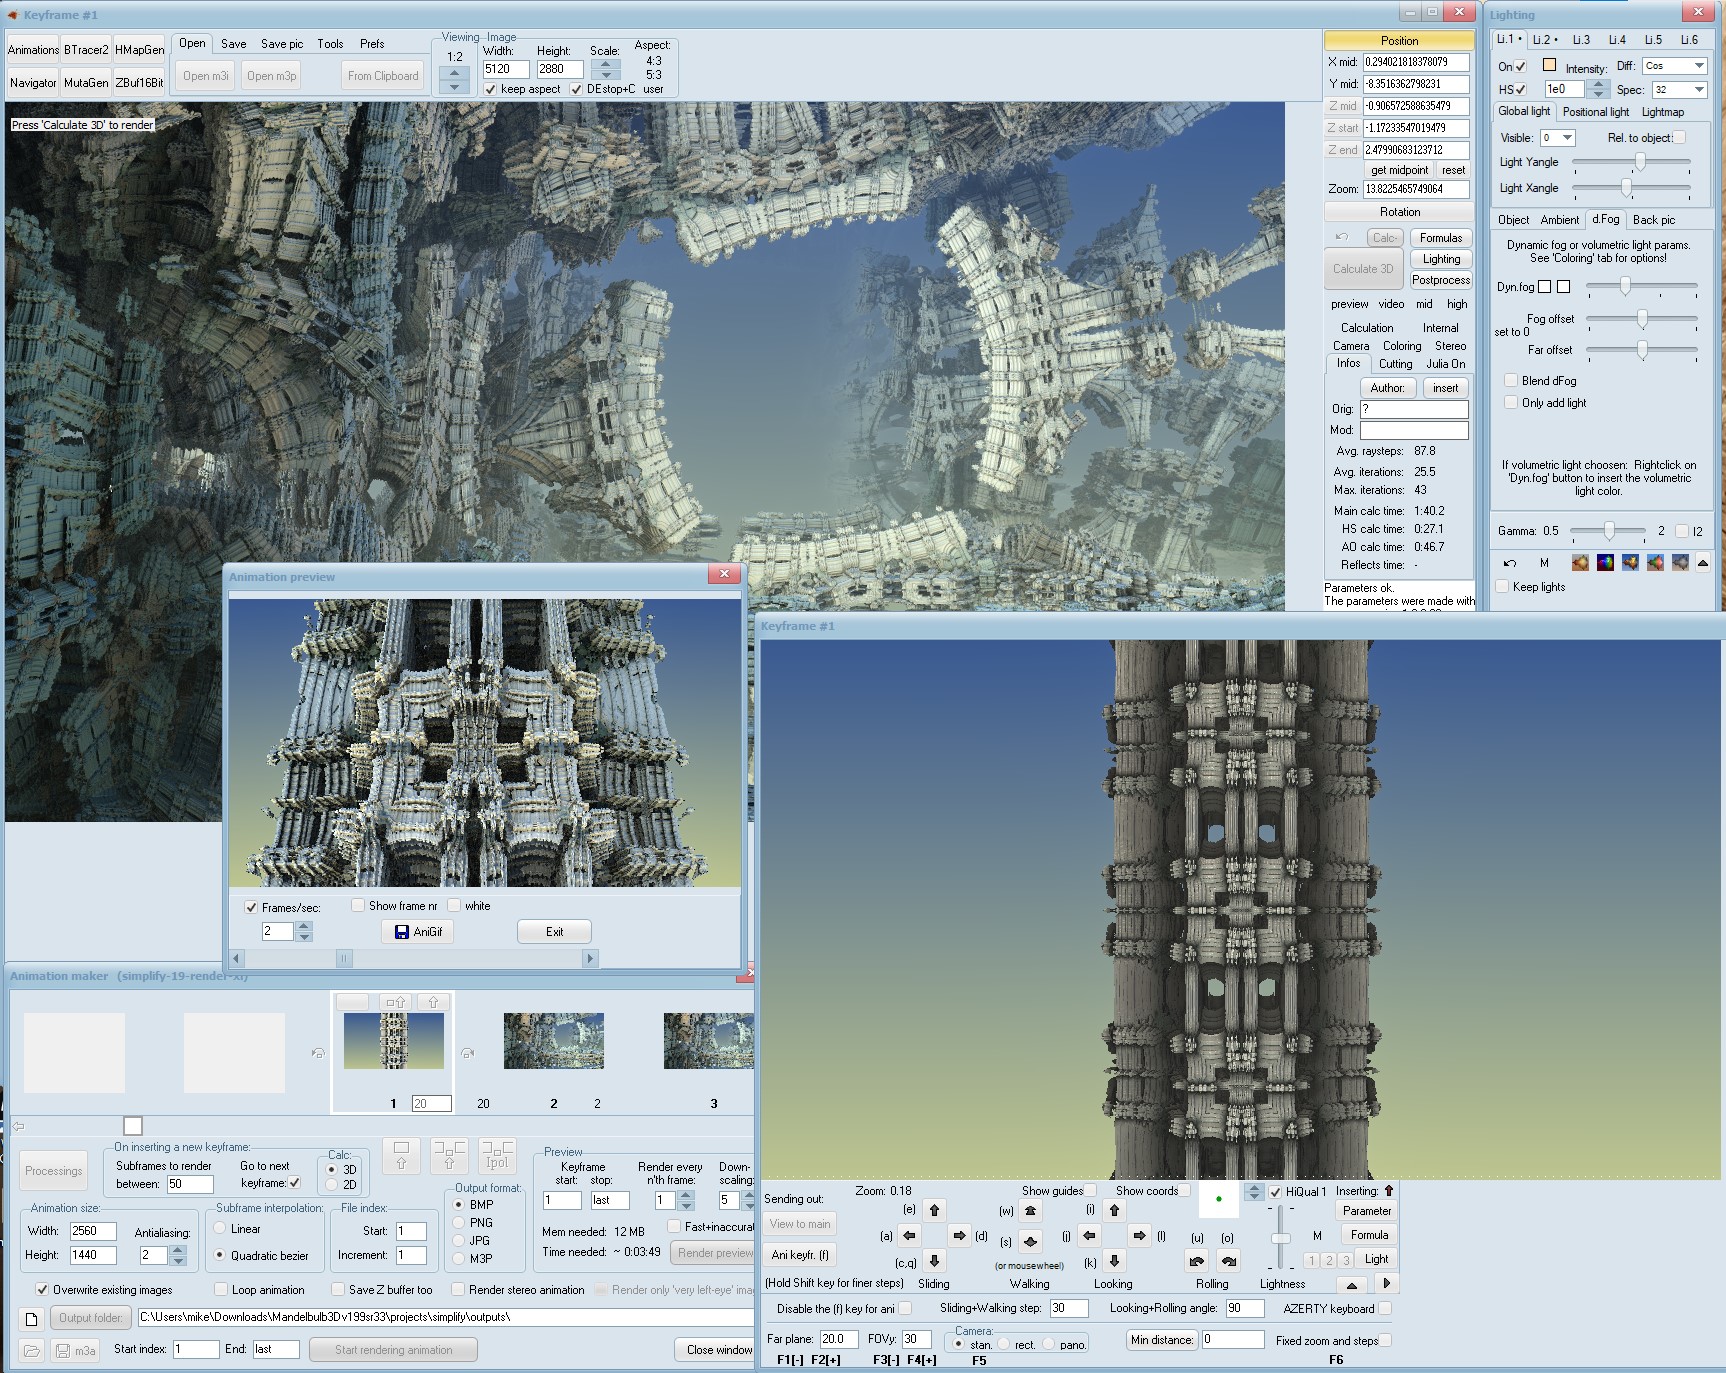 Keyframe #1
Animations BTracer2 HMapGen
Navigator MutaGen ZBuf16Bit
Open Save Save pic Tools Prefs
Open m3i Open m3p From Clipboard
Viewing Image
1:2
Width: Height: Scale: Aspect:
5120 2880
4:3
5:3
user
keep aspect DEstop+C
Press 'Calculate 3D' to render
Position
X mid: 0.294021818378079
Y mid: -8.3516362798231
Z mid: -0.906572588635479
Z start -1.17233547019479
Z end 2.47990683123712
get midpoint reset
Zoom: 13.8225465749064
Rotation
Calc- Formulas
Calculate 3D Lighting
Postprocess
preview video mid high
Calculation Internal
Camera Coloring Stereo
Infos Cutting Julia On
Author: insert
Orig: ?
Mod:
Avg. raysteps: 87.8
Avg. iterations: 25.5
Max. iterations: 43
Main calc time: 1:40.2
HS calc time: 0:27.1
AO calc time: 0:46.7
Reflects time: -
Parameters ok.
The parameters were made with
Lighting
Li.1 • Li.2 • Li.3 Li.4 Li.5 Li.6
On Intensity: Diff: Cos
HS 1e0 Spec: 32
Global light Positional light Lightmap
Visible: 0 Rel. to object:
Light Yangle
Light Xangle
Object Ambient d.Fog Back pic
Dynamic fog or volumetric light params.
See 'Coloring' tab for options!
Dyn.fog
Fog offset
set to 0
Far offset
Blend dFog
Only add light
If volumetric light choosen: Rightclick on
'Dyn.fog' button to insert the volumetric
light color.
Gamma: 0.5 2 I2
M
Keep lights
Animation preview
Frames/sec: Show frame nr white
2 AniGif Exit
Animation maker (simplify-19-render-xl)
1 20 20 2 2 3
Processings
On inserting a new keyframe:
Subframes to render
between: 50
Go to next
keyframe:
Calc:
3D
2D
Ipol
Animation size:
Width: 2560
Height: 1440
Antialiasing:
2
Subframe interpolation:
Linear
Quadratic bezier
File index:
Start: 1
Increment: 1
Output format:
BMP
PNG
JPG
M3P
Preview
Keyframe
start: stop:
1 last
Render every
n'th frame:
1
Down-
scaling:
5
Mem needed: 12 MB
Time needed: ~ 0:03:49
Fast+inaccurat
Render preview
Overwrite existing images Loop animation Save Z buffer too Render stereo animation Render only 'very left-eye' imag
Output folder: C:\Users\mike\Downloads\Mandelbulb3Dv199sr33\projects\simplify\outputs\
m3a Start index: 1 End: last Start rendering animation Close window
Keyframe #1
Sending out: Zoom: 0.18 Show guides Show coords HiQual 1 Inserting:
View to main
Ani keyfr. (f)
(e)
(a) (d)
(c,q)
(w)
(s)
(or mousewheel)
(i)
(j) (l)
(k)
(u) (o)
M
1 2 3
Parameter
Formula
Light
(Hold Shift key for finer steps) Sliding Walking Looking Rolling Lightness
Disable the (f) key for ani Sliding+Walking step: 30 Looking+Rolling angle: 90 AZERTY keyboard
Far plane: 20.0 FOVy: 30
Camera:
stan. rect. pano.
Min distance: 0 Fixed zoom and steps
F1[-] F2[+] F3[-] F4[+] F5 F6